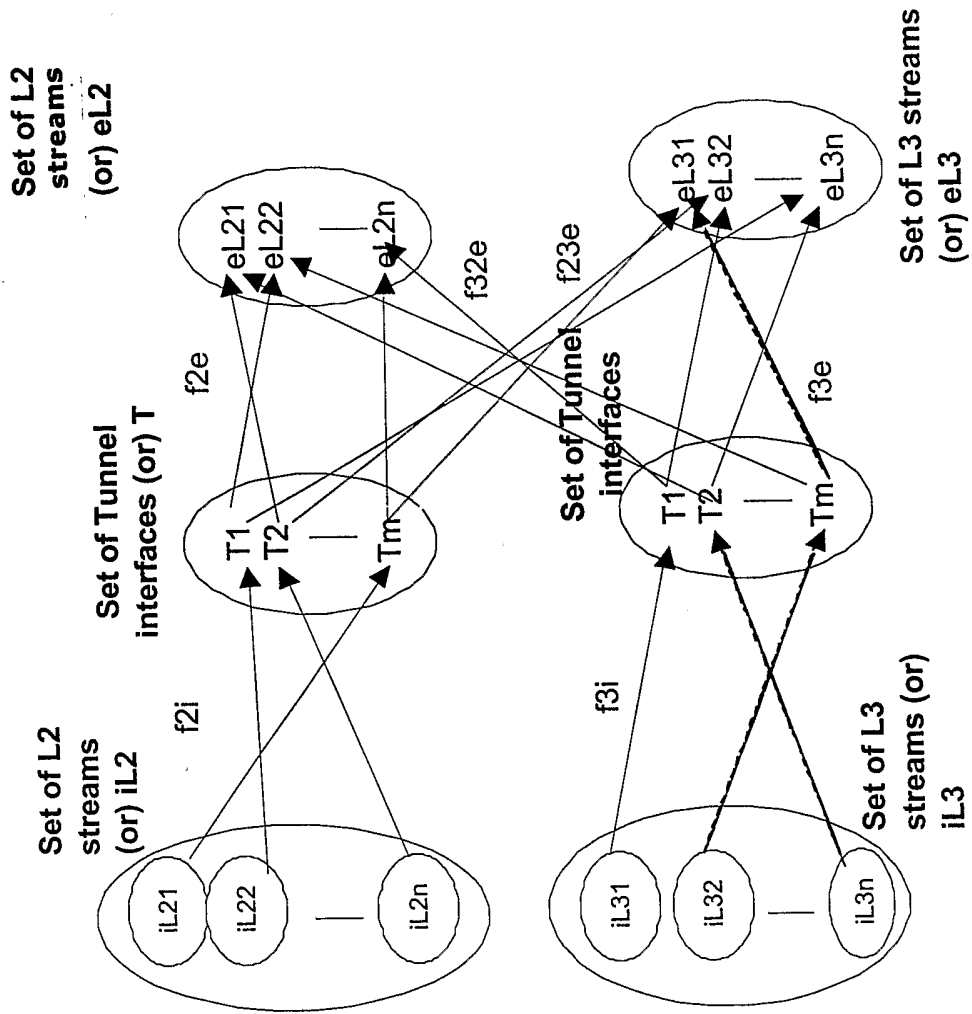 Set of L2
streams
(or) iL2
iL21
iL22
iL2n
f2i
Set of Tunnel
interfaces (or) T
T1
T2
Tm
f2e
Set of L2
streams
(or) eL2
eL21
eL22
eL2n
f32e
f23e
Set of L3
streams (or)
iL3
iL31
iL32
iL3n
f3i
Set of Tunnel
interfaces
T1
T2
Tm
f3e
Set of L3 streams
(or) eL3
eL31
eL32
eL3n